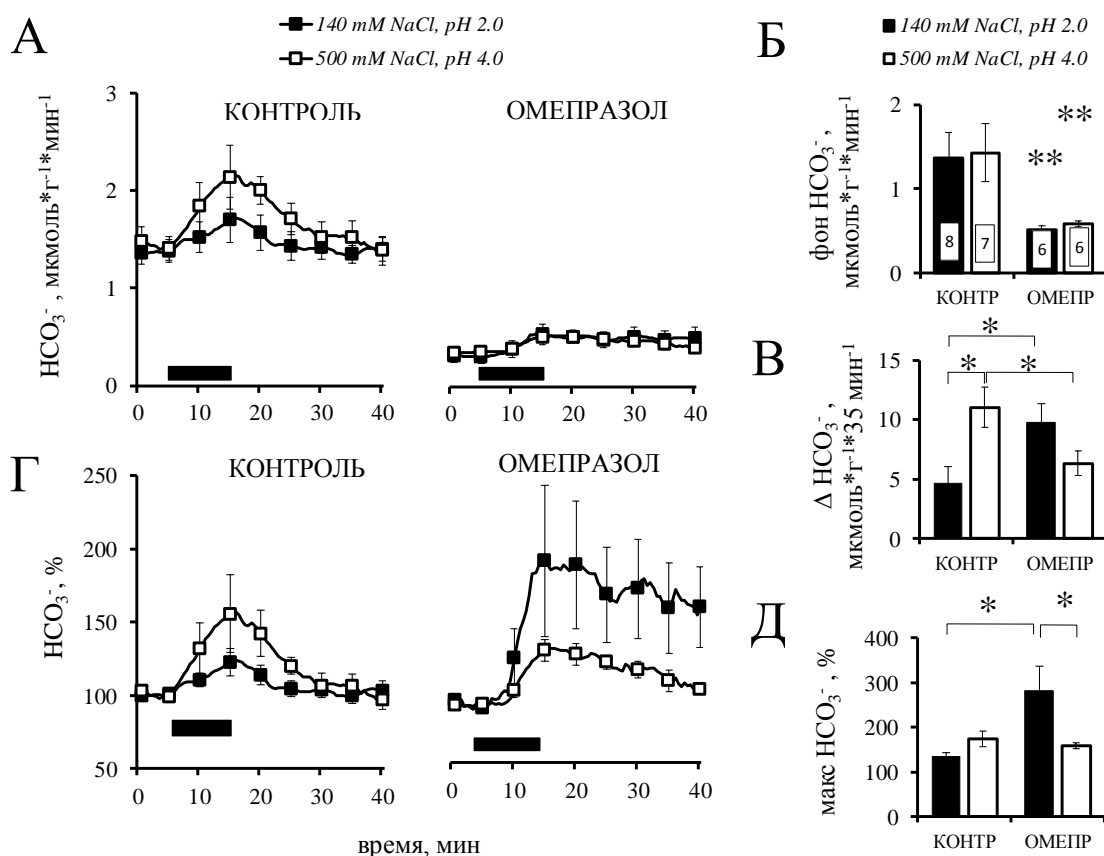 А
140 mM NaCl, pH 2.0
500 mM NaCl, pH 4.0
КОНТРОЛЬ
ОМЕПРАЗОЛ
HCO₃⁻, мкмоль*г⁻¹*мин⁻¹
3
2
1
0
0 10 20 30 40
0 10 20 30 40
Б
140 mM NaCl, pH 2.0
500 mM NaCl, pH 4.0
фон HCO₃⁻,
мкмоль*г⁻¹*мин⁻¹
2
1
0
**
**
8 7 6 6
КОНТР ОМЕПР
В
Δ HCO₃⁻,
мкмоль*г⁻¹*35 мин⁻¹
15
10
5
0
*
* *
КОНТР ОМЕПР
Г
КОНТРОЛЬ
ОМЕПРАЗОЛ
HCO₃⁻, %
250
200
150
100
50
0 10 20 30 40
0 10 20 30 40
время, мин
Д
макс HCO₃⁻, %
400
300
200
100
0
* *
КОНТР ОМЕПР